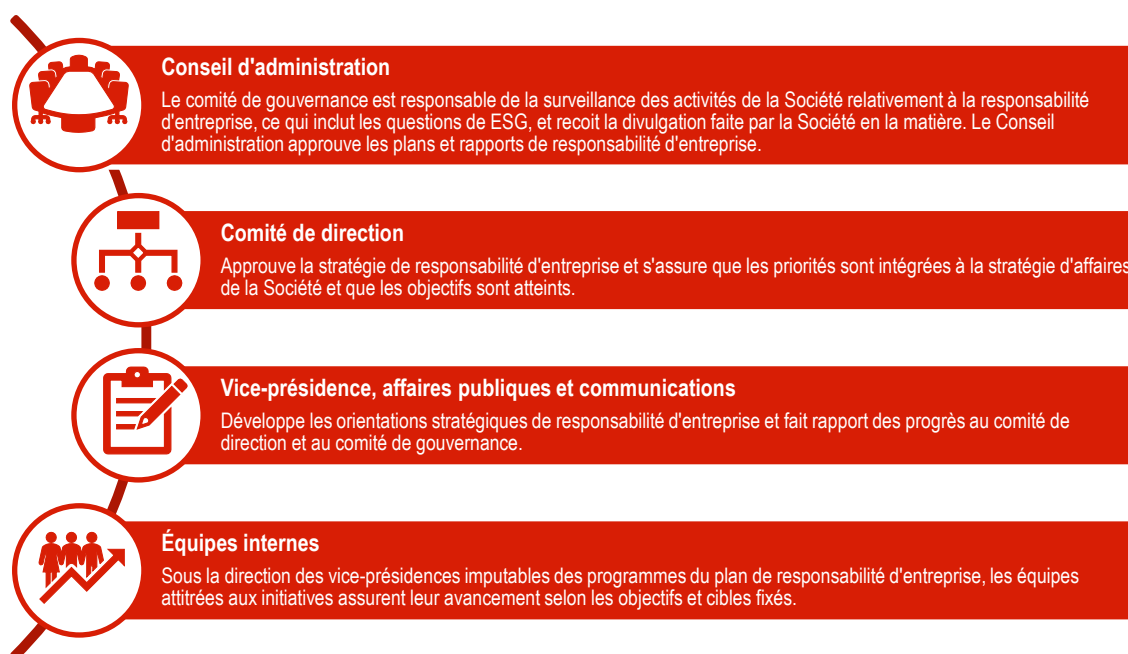 Conseil d'administration
Le comité de gouvernance est responsable de la surveillance des activités de la Société relativement à la responsabilité
d'entreprise, ce qui inclut les questions de ESG, et recoit la divulgation faite par la Société en la matière. Le Conseil
d'administration approuve les plans et rapports de responsabilité d'entreprise.
Comité de direction
Approuve la stratégie de responsabilité d'entreprise et s'assure que les priorités sont intégrées à la stratégie d'affaires
de la Société et que les objectifs sont atteints.
Vice-présidence, affaires publiques et communications
Développe les orientations stratégiques de responsabilité d'entreprise et fait rapport des progrès au comité de
direction et au comité de gouvernance.
Équipes internes
Sous la direction des vice-présidences imputables des programmes du plan de responsabilité d'entreprise, les équipes
attitrées aux initiatives assurent leur avancement selon les objectifs et cibles fixés.